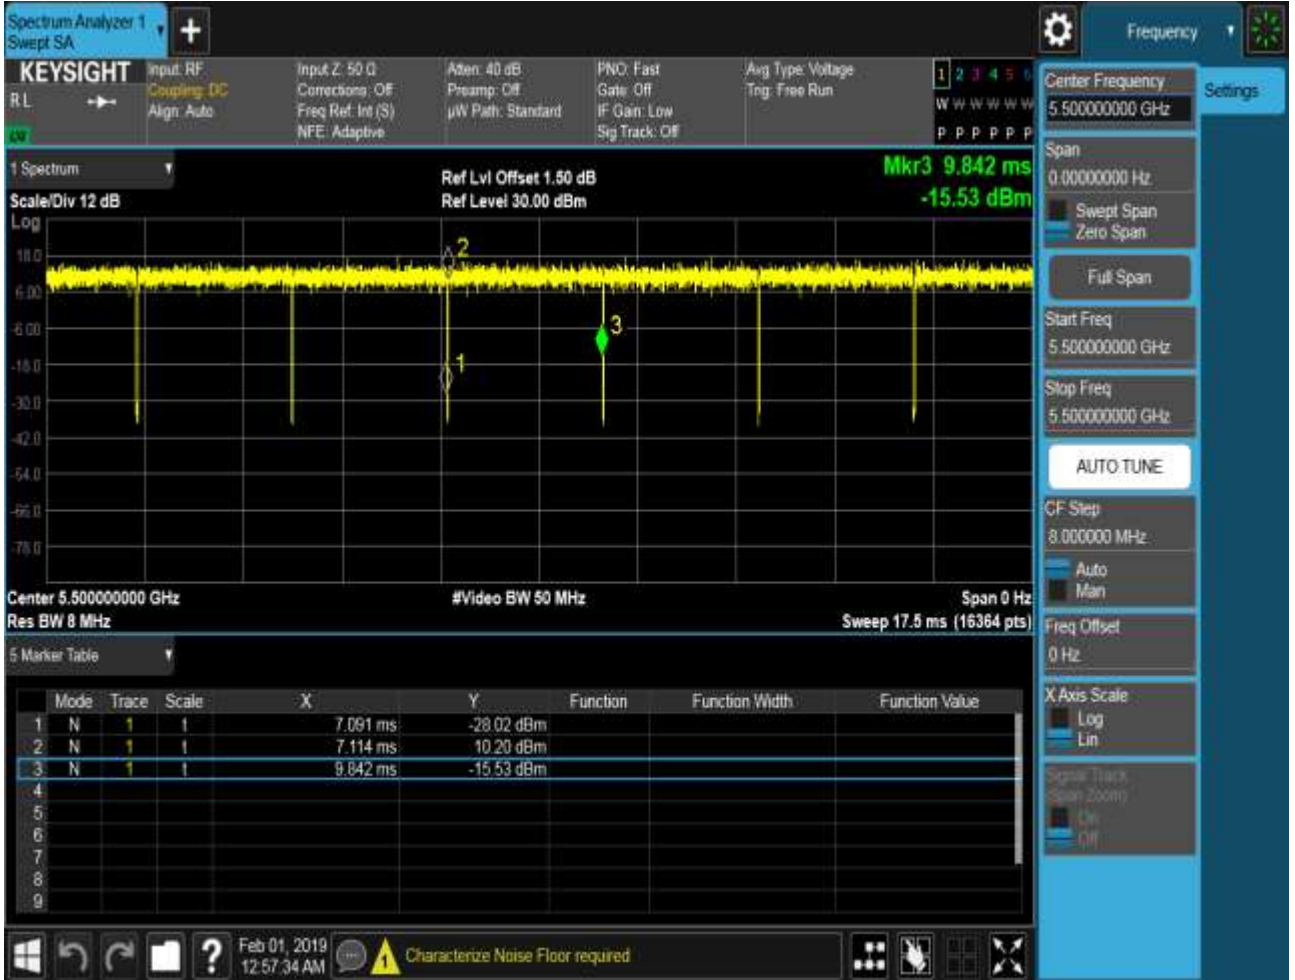 Spectrum Analyzer 1
Swept SA
Frequency
KEYSIGHT
RL
Input: RF
Coupling: DC
Align: Auto
Input Z: 50 Ω
Corrections: Off
Freq Ref: Int (S)
NFE: Adaptive
Atten: 40 dB
Preamp: Off
µW Path: Standard
PNO: Fast
Gate: Off
IF Gain: Low
Sig Track: Off
Avg Type: Voltage
Trig: Free Run
1 2 3 4 5 6
W W W W W W
P P P P P P
1 Spectrum
Scale/Div 12 dB
Ref Lvl Offset 1.50 dB
Ref Level 30.00 dBm
Mkr3 9.842 ms
-15.53 dBm
Log
18.0
6.00
-6.00
-18.0
-30.0
-42.0
-54.0
-66.0
-78.0
2
3
1
Center 5.500000000 GHz
#Video BW 50 MHz
Span 0 Hz
Res BW 8 MHz
Sweep 17.5 ms (16364 pts)
5 Marker Table
Mode Trace Scale X Y Function Function Width Function Value
1 N 1 t 7.091 ms -28.02 dBm
2 N 1 t 7.114 ms 10.20 dBm
3 N 1 t 9.842 ms -15.53 dBm
4
5
6
7
8
9
Feb 01, 2019
12:57:34 AM
1
Characterize Noise Floor required
Settings
Center Frequency
5.500000000 GHz
Span
0.00000000 Hz
Swept Span
Zero Span
Full Span
Start Freq
5.500000000 GHz
Stop Freq
5.500000000 GHz
AUTO TUNE
CF Step
8.000000 MHz
Auto
Man
Freq Offset
0 Hz
X Axis Scale
Log
Lin
Signal Track
(Span Zoom)
On
Off